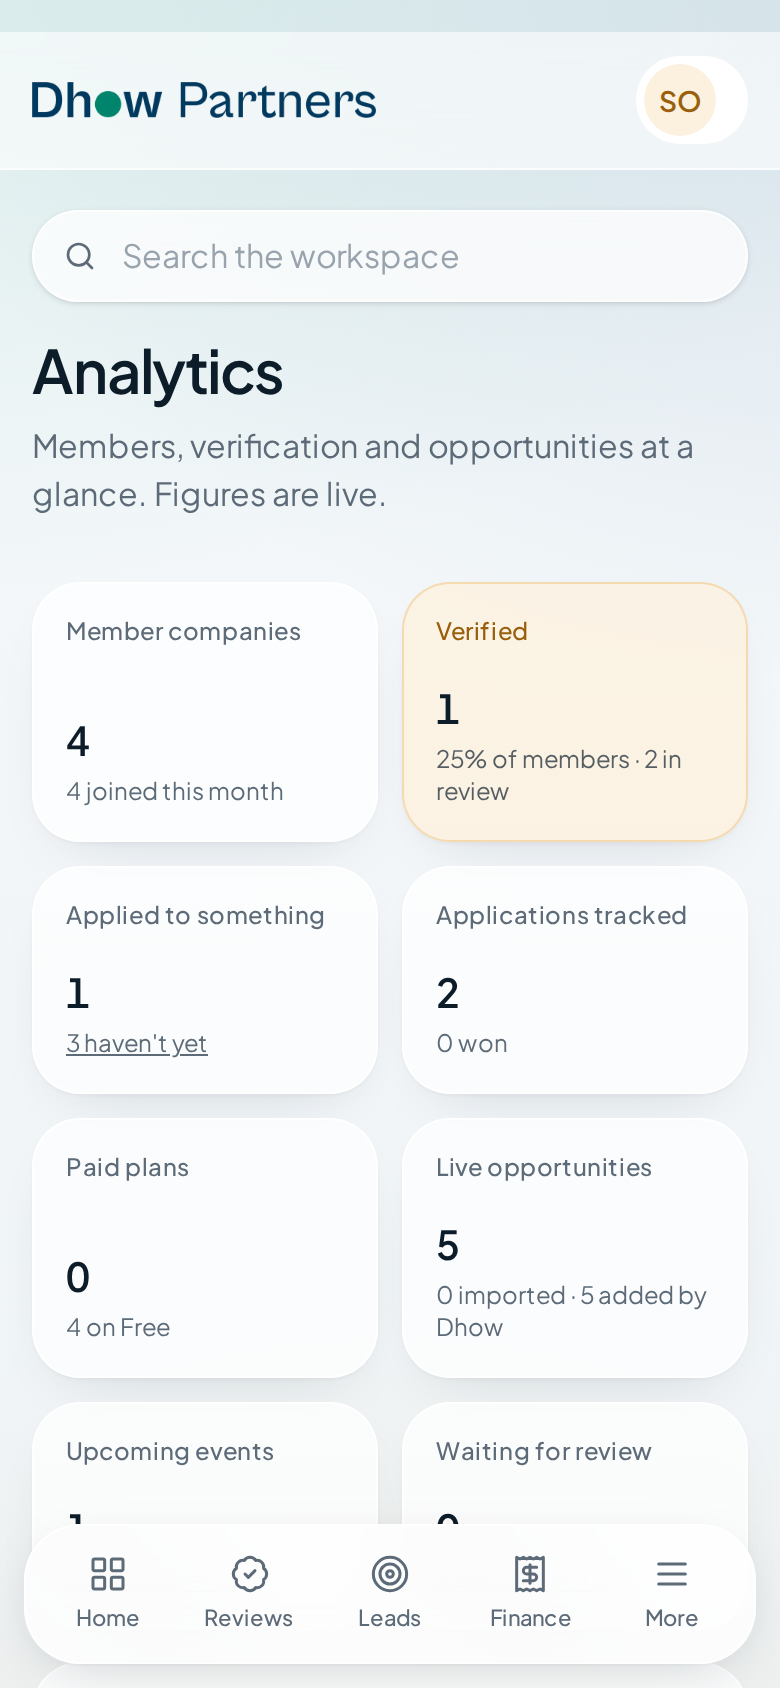 Dhow Partners
SO
Search the workspace
Analytics
Members, verification and opportunities at a
glance. Figures are live.
Member companies
4
4 joined this month
Verified
1
25% of members · 2 in
review
Applied to something
1
3 haven't yet
Applications tracked
2
0 won
Paid plans
0
4 on Free
Live opportunities
5
0 imported · 5 added by
Dhow
Upcoming events
Waiting for review
Home
Reviews
Leads
Finance
More